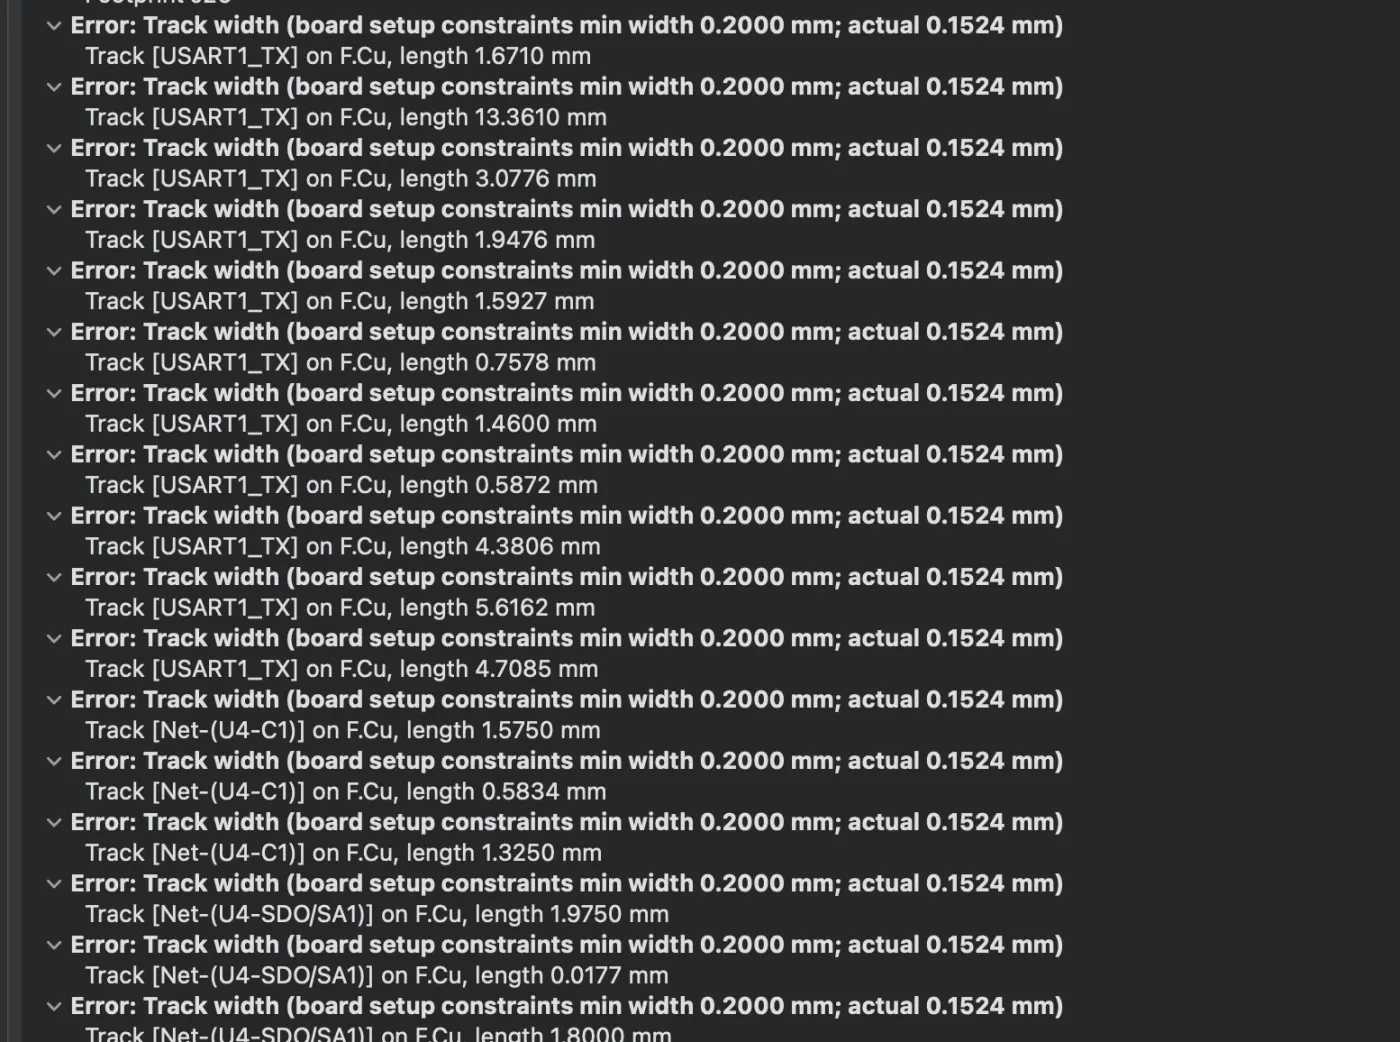 Footprint J26
Error: Track width (board setup constraints min width 0.2000 mm; actual 0.1524 mm)
Track [USART1_TX] on F.Cu, length 1.6710 mm
Error: Track width (board setup constraints min width 0.2000 mm; actual 0.1524 mm)
Track [USART1_TX] on F.Cu, length 13.3610 mm
Error: Track width (board setup constraints min width 0.2000 mm; actual 0.1524 mm)
Track [USART1_TX] on F.Cu, length 3.0776 mm
Error: Track width (board setup constraints min width 0.2000 mm; actual 0.1524 mm)
Track [USART1_TX] on F.Cu, length 1.9476 mm
Error: Track width (board setup constraints min width 0.2000 mm; actual 0.1524 mm)
Track [USART1_TX] on F.Cu, length 1.5927 mm
Error: Track width (board setup constraints min width 0.2000 mm; actual 0.1524 mm)
Track [USART1_TX] on F.Cu, length 0.7578 mm
Error: Track width (board setup constraints min width 0.2000 mm; actual 0.1524 mm)
Track [USART1_TX] on F.Cu, length 1.4600 mm
Error: Track width (board setup constraints min width 0.2000 mm; actual 0.1524 mm)
Track [USART1_TX] on F.Cu, length 0.5872 mm
Error: Track width (board setup constraints min width 0.2000 mm; actual 0.1524 mm)
Track [USART1_TX] on F.Cu, length 4.3806 mm
Error: Track width (board setup constraints min width 0.2000 mm; actual 0.1524 mm)
Track [USART1_TX] on F.Cu, length 5.6162 mm
Error: Track width (board setup constraints min width 0.2000 mm; actual 0.1524 mm)
Track [USART1_TX] on F.Cu, length 4.7085 mm
Error: Track width (board setup constraints min width 0.2000 mm; actual 0.1524 mm)
Track [Net-(U4-C1)] on F.Cu, length 1.5750 mm
Error: Track width (board setup constraints min width 0.2000 mm; actual 0.1524 mm)
Track [Net-(U4-C1)] on F.Cu, length 0.5834 mm
Error: Track width (board setup constraints min width 0.2000 mm; actual 0.1524 mm)
Track [Net-(U4-C1)] on F.Cu, length 1.3250 mm
Error: Track width (board setup constraints min width 0.2000 mm; actual 0.1524 mm)
Track [Net-(U4-SDO/SA1)] on F.Cu, length 1.9750 mm
Error: Track width (board setup constraints min width 0.2000 mm; actual 0.1524 mm)
Track [Net-(U4-SDO/SA1)] on F.Cu, length 0.0177 mm
Error: Track width (board setup constraints min width 0.2000 mm; actual 0.1524 mm)
Track [Net-(U4-SDO/SA1)] on F.Cu, length 1.8000 mm